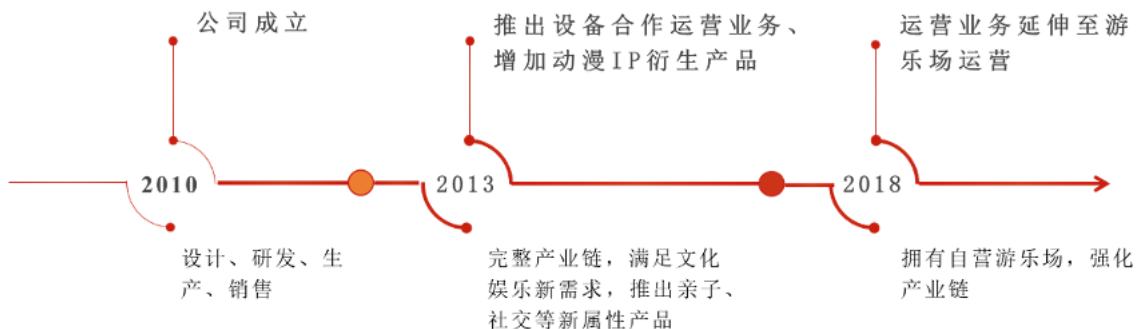 公司成立
推出设备合作运营业务、
增加动漫IP衍生产品
运营业务延伸至游
乐场运营
2010
2013
2018
设计、研发、生
产、销售
完整产业链，满足文化
娱乐新需求，推出亲子、
社交等新属性产品
拥有自营游乐场，强化
产业链